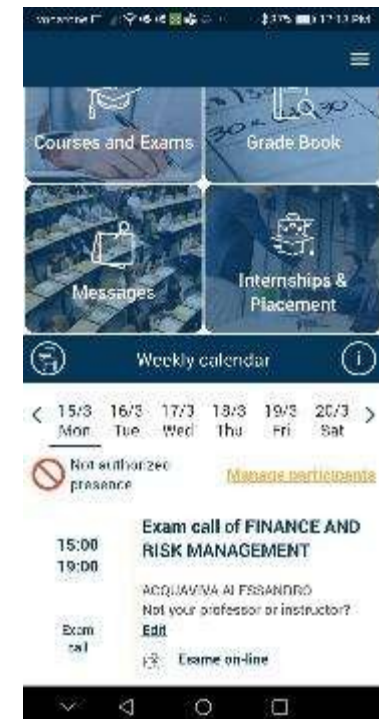 Courses and Exams
Grade Book
Messages
Internships &
Placement
Weekly calendar
15/3 16/3 17/3 18/3 19/3 20/3
Mon Tue Wed Thu Fri Sat
Not authorized
presence
Manage participants
Exam call of FINANCE AND
RISK MANAGEMENT
15:00
19:00
ACQUAVIVA ALESSANDRO
Not your professor or instructor?
Edit
Exam
call
Esame on-line